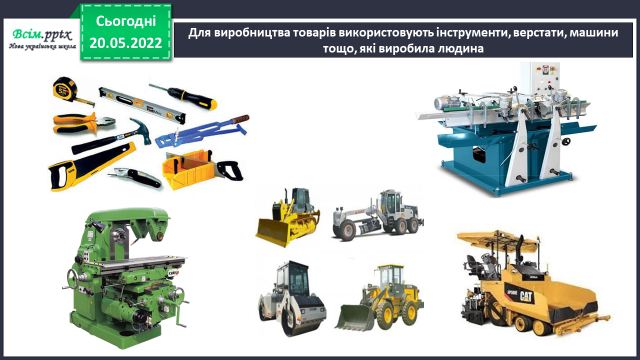 Всім.pptx
Нова українська школа
Сьогодні
20.05.2022
Для виробництва товарів використовують інструменти, верстати, машини
тощо, які виробила людина
CAT